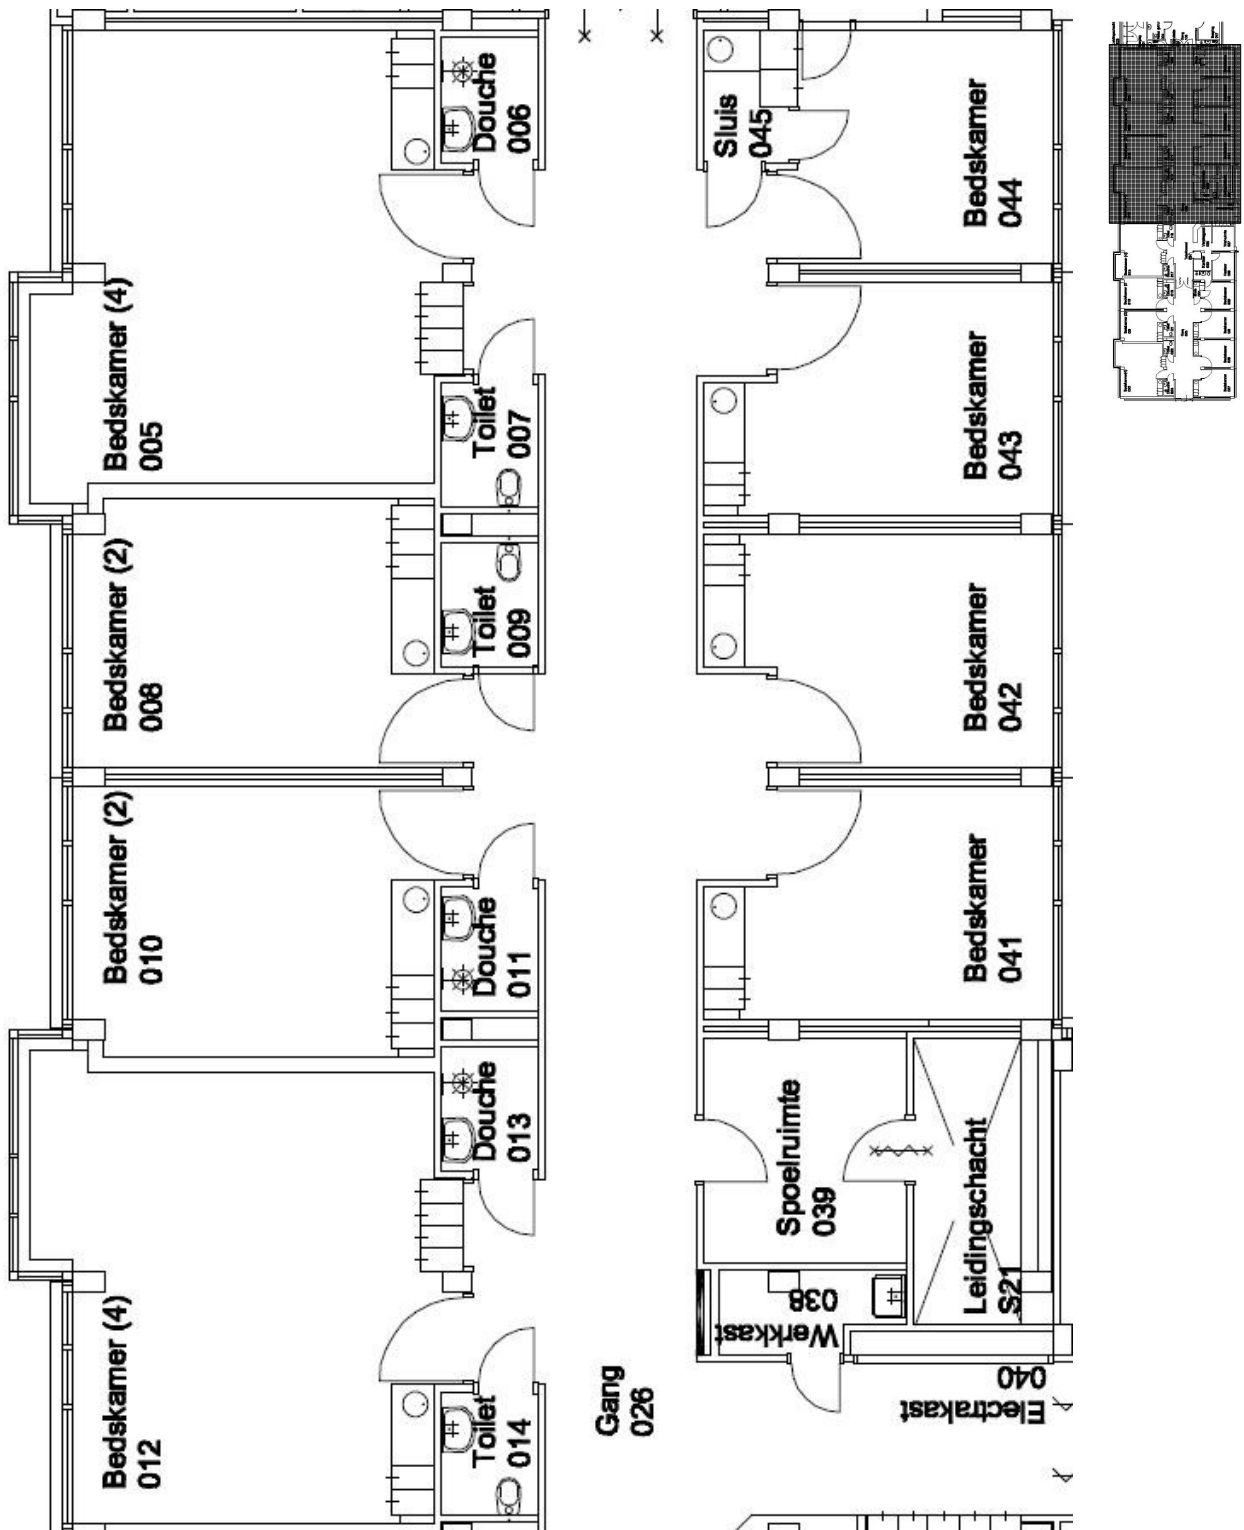 Douche
006
Sluis
045
Bedskamer
044
Bedskamer (4)
005
Toilet
007
Bedskamer
043
Bedskamer (2)
008
Toilet
009
Bedskamer
042
Bedskamer (2)
010
Douche
011
Bedskamer
041
Douche
013
Spoelruimte
039
Leidingschacht
S21
Werkkast
038
Bedskamer (4)
012
Toilet
014
Gang
026
Electrakast
040